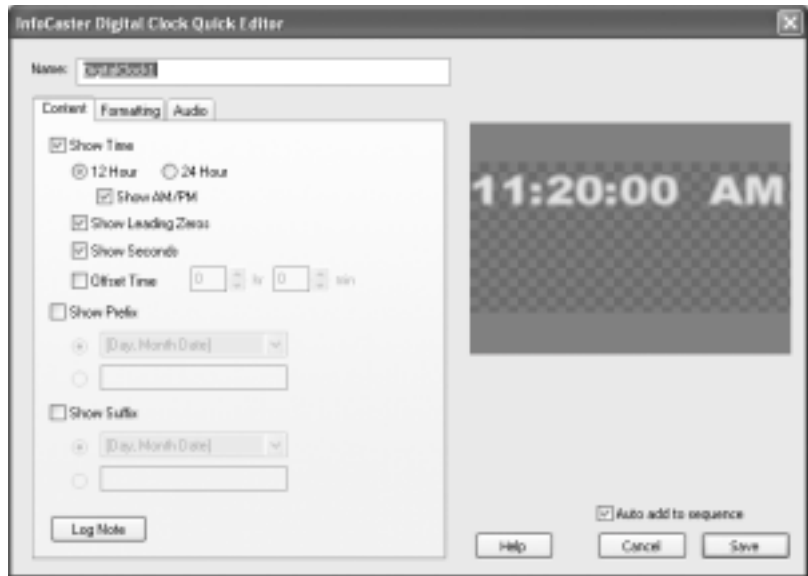 InfoCaster Digital Clock Quick Editor
Name: DigitalClock1
Content Formatting Audio
Show Time
12 Hour 24 Hour
Show AM/PM
Show Leading Zeros
Show Seconds
Offset Time 0 hr 0 min
Show Prefix
[Day, Month Date]
Show Suffix
[Day, Month Date]
Log Note
11:20:00 AM
Auto add to sequence
Help Cancel Save